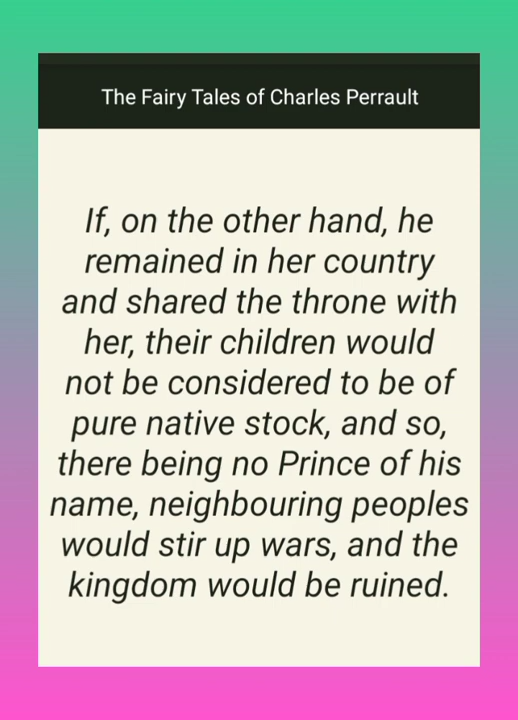 The Fairy Tales of Charles Perrault
If, on the other hand, he
remained in her country
and shared the throne with
her, their children would
not be considered to be of
pure native stock, and so,
there being no Prince of his
name, neighbouring peoples
would stir up wars, and the
kingdom would be ruined.